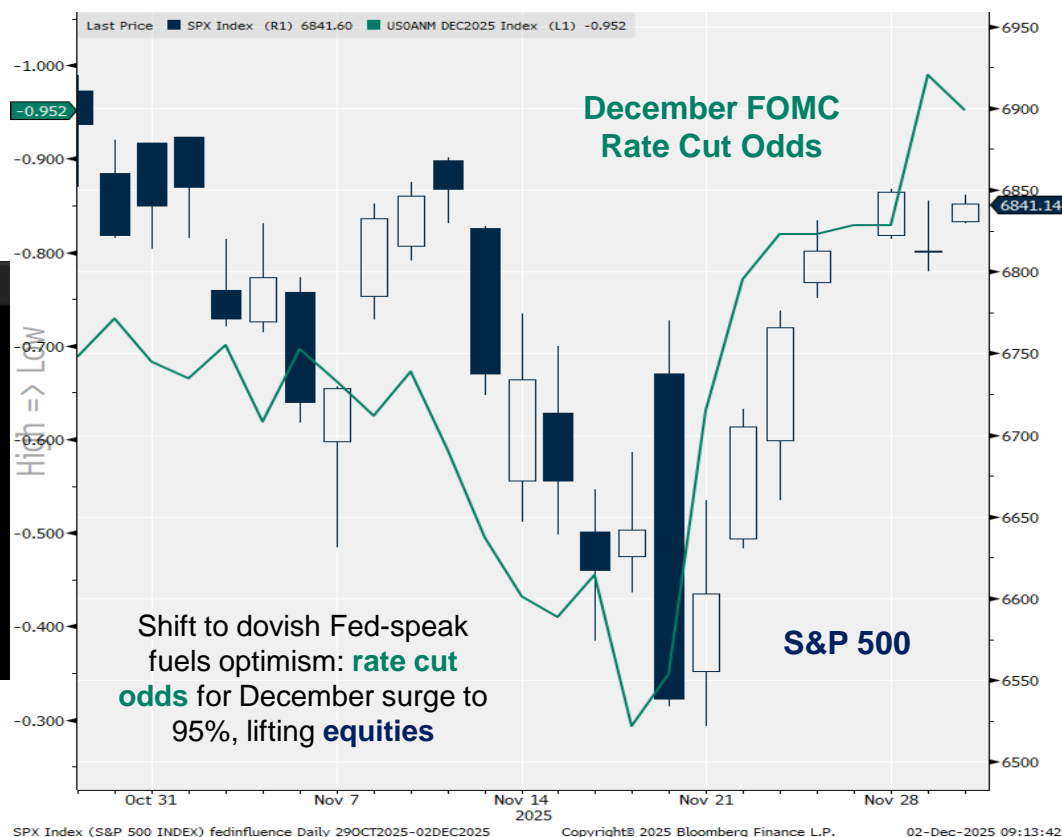 Last Price SPX Index (R1) 6841.60 US0ANM DEC2025 Index (L1) -0.952
December FOMC
Rate Cut Odds
-1.000
-0.952
-0.900
-0.800
-0.700
-0.600
-0.500
-0.400
-0.300
High => Low
6950
6900
6850
6841.14
6800
6750
6700
6650
6600
6550
6500
Shift to dovish Fed-speak
fuels optimism: rate cut
odds for December surge to
95%, lifting equities
S&P 500
Oct 31 Nov 7 Nov 14 Nov 21 Nov 28
2025
SPX Index (S&P 500 INDEX) fedinfluence Daily 29OCT2025-02DEC2025 Copyright© 2025 Bloomberg Finance L.P. 02-Dec-2025 09:13:42